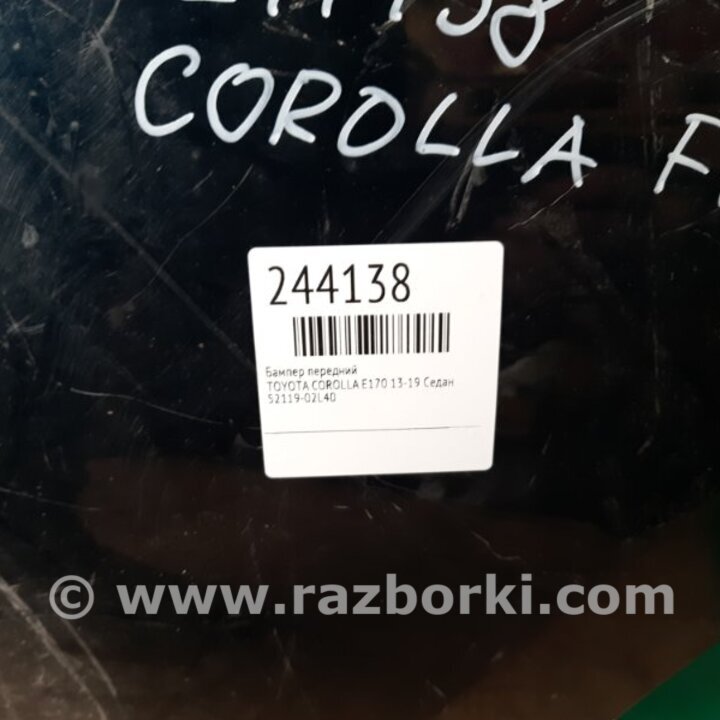 COROLLA
244138
Бампер передний
TOYOTA COROLLA E170 13-19 Седан
52119-02L40
© www.razborki.com